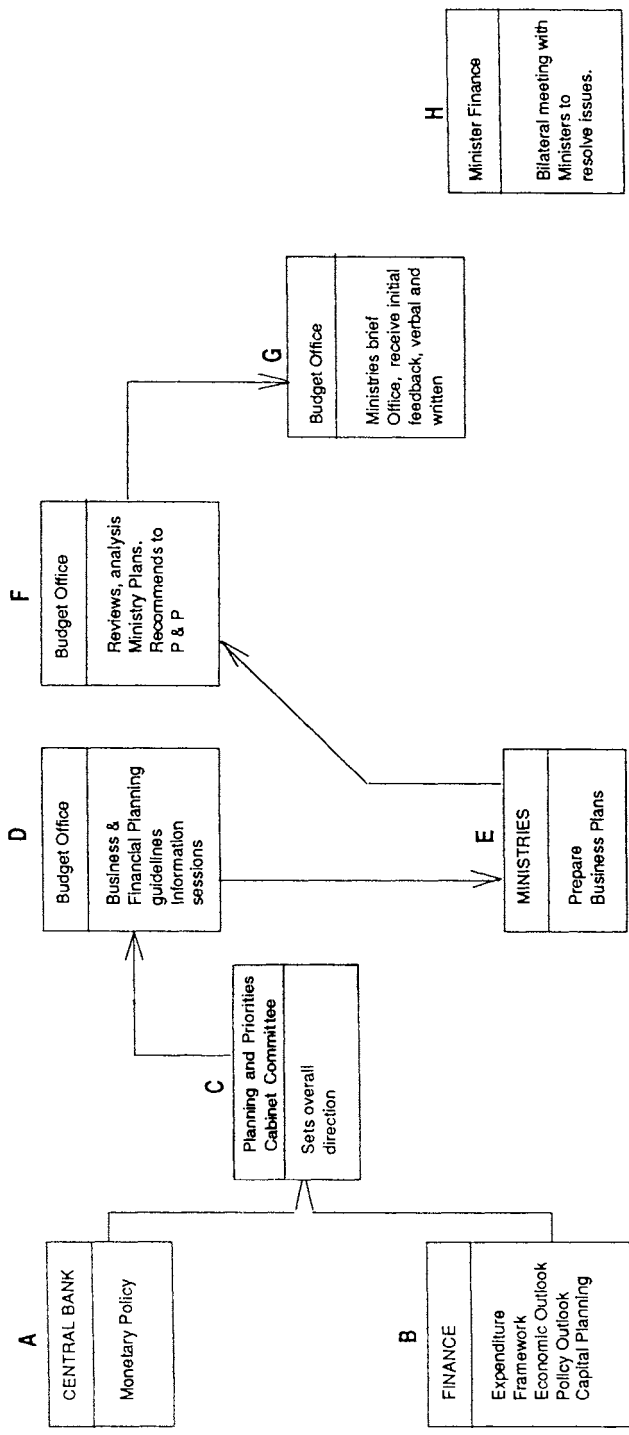 A
CENTRAL BANK
Monetary Policy
B
FINANCE
Expenditure
Framework
Economic Outlook
Policy Outlook
Capital Planning
C
Planning and Priorities
Cabinet Committee
Sets overall
direction
D
Budget Office
Business &
Financial Planning
guidelines
Information
sessions
E
MINISTRIES
Prepare
Business Plans
F
Budget Office
Reviews, analysis
Ministry Plans.
Recommends to
P & P
G
Budget Office
Ministries brief
Office, receive initial
feedback, verbal and
written
H
Minister Finance
Bilateral meeting with
Ministers to
resolve issues.